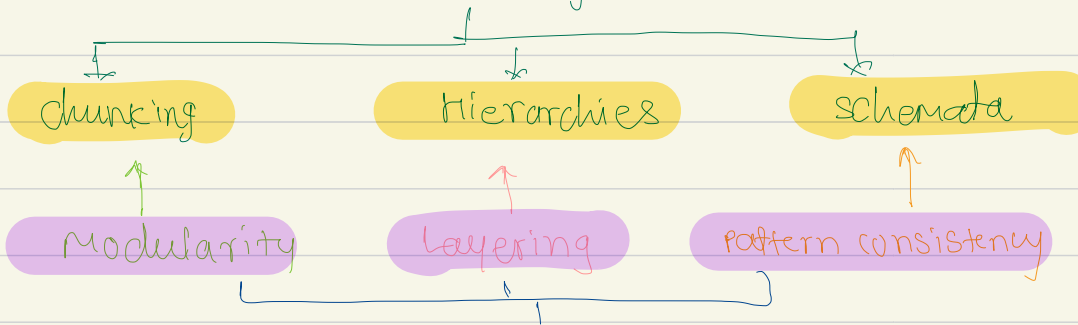 chunking
Hierarchies
schemata
Modularity
Layering
Pattern consistency